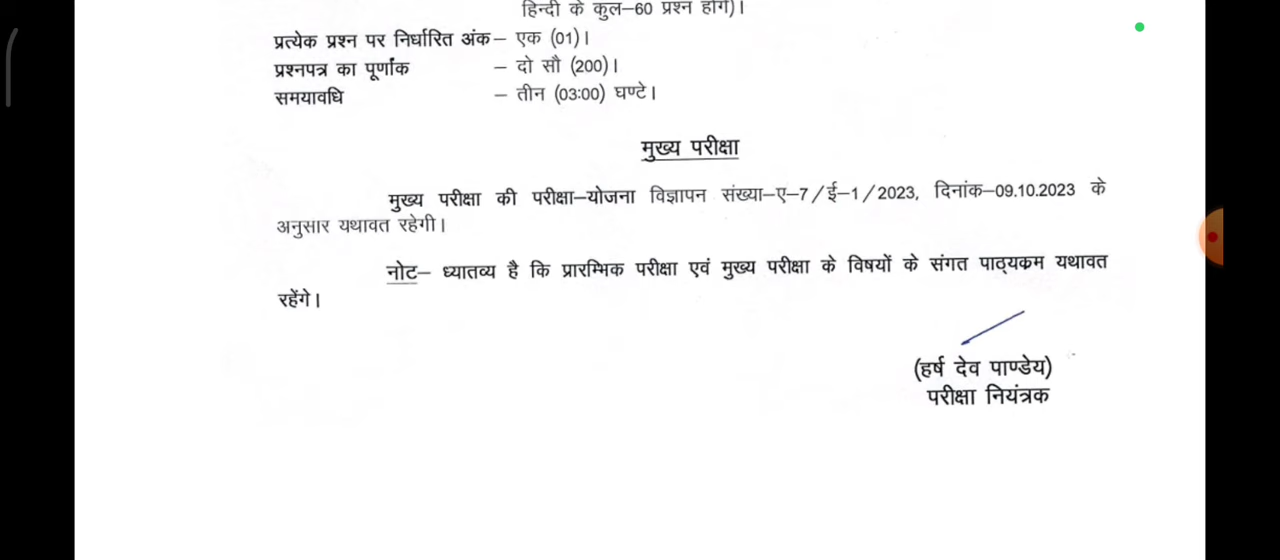 हिन्दी के कुल–60 प्रश्न होंगे)।
प्रत्येक प्रश्न पर निर्धारित अंक – एक (01)।
प्रश्नपत्र का पूर्णांक – दो सौ (200)।
समयावधि – तीन (03:00) घण्टे।
मुख्य परीक्षा
मुख्य परीक्षा की परीक्षा–योजना विज्ञापन संख्या–ए–7/ई–1/2023, दिनांक–09.10.2023 के
अनुसार यथावत रहेगी।
नोट– ध्यातव्य है कि प्रारम्भिक परीक्षा एवं मुख्य परीक्षा के विषयों के संगत पाठ्यक्रम यथावत
रहेंगे।
(हर्ष देव पाण्डेय)
परीक्षा नियंत्रक